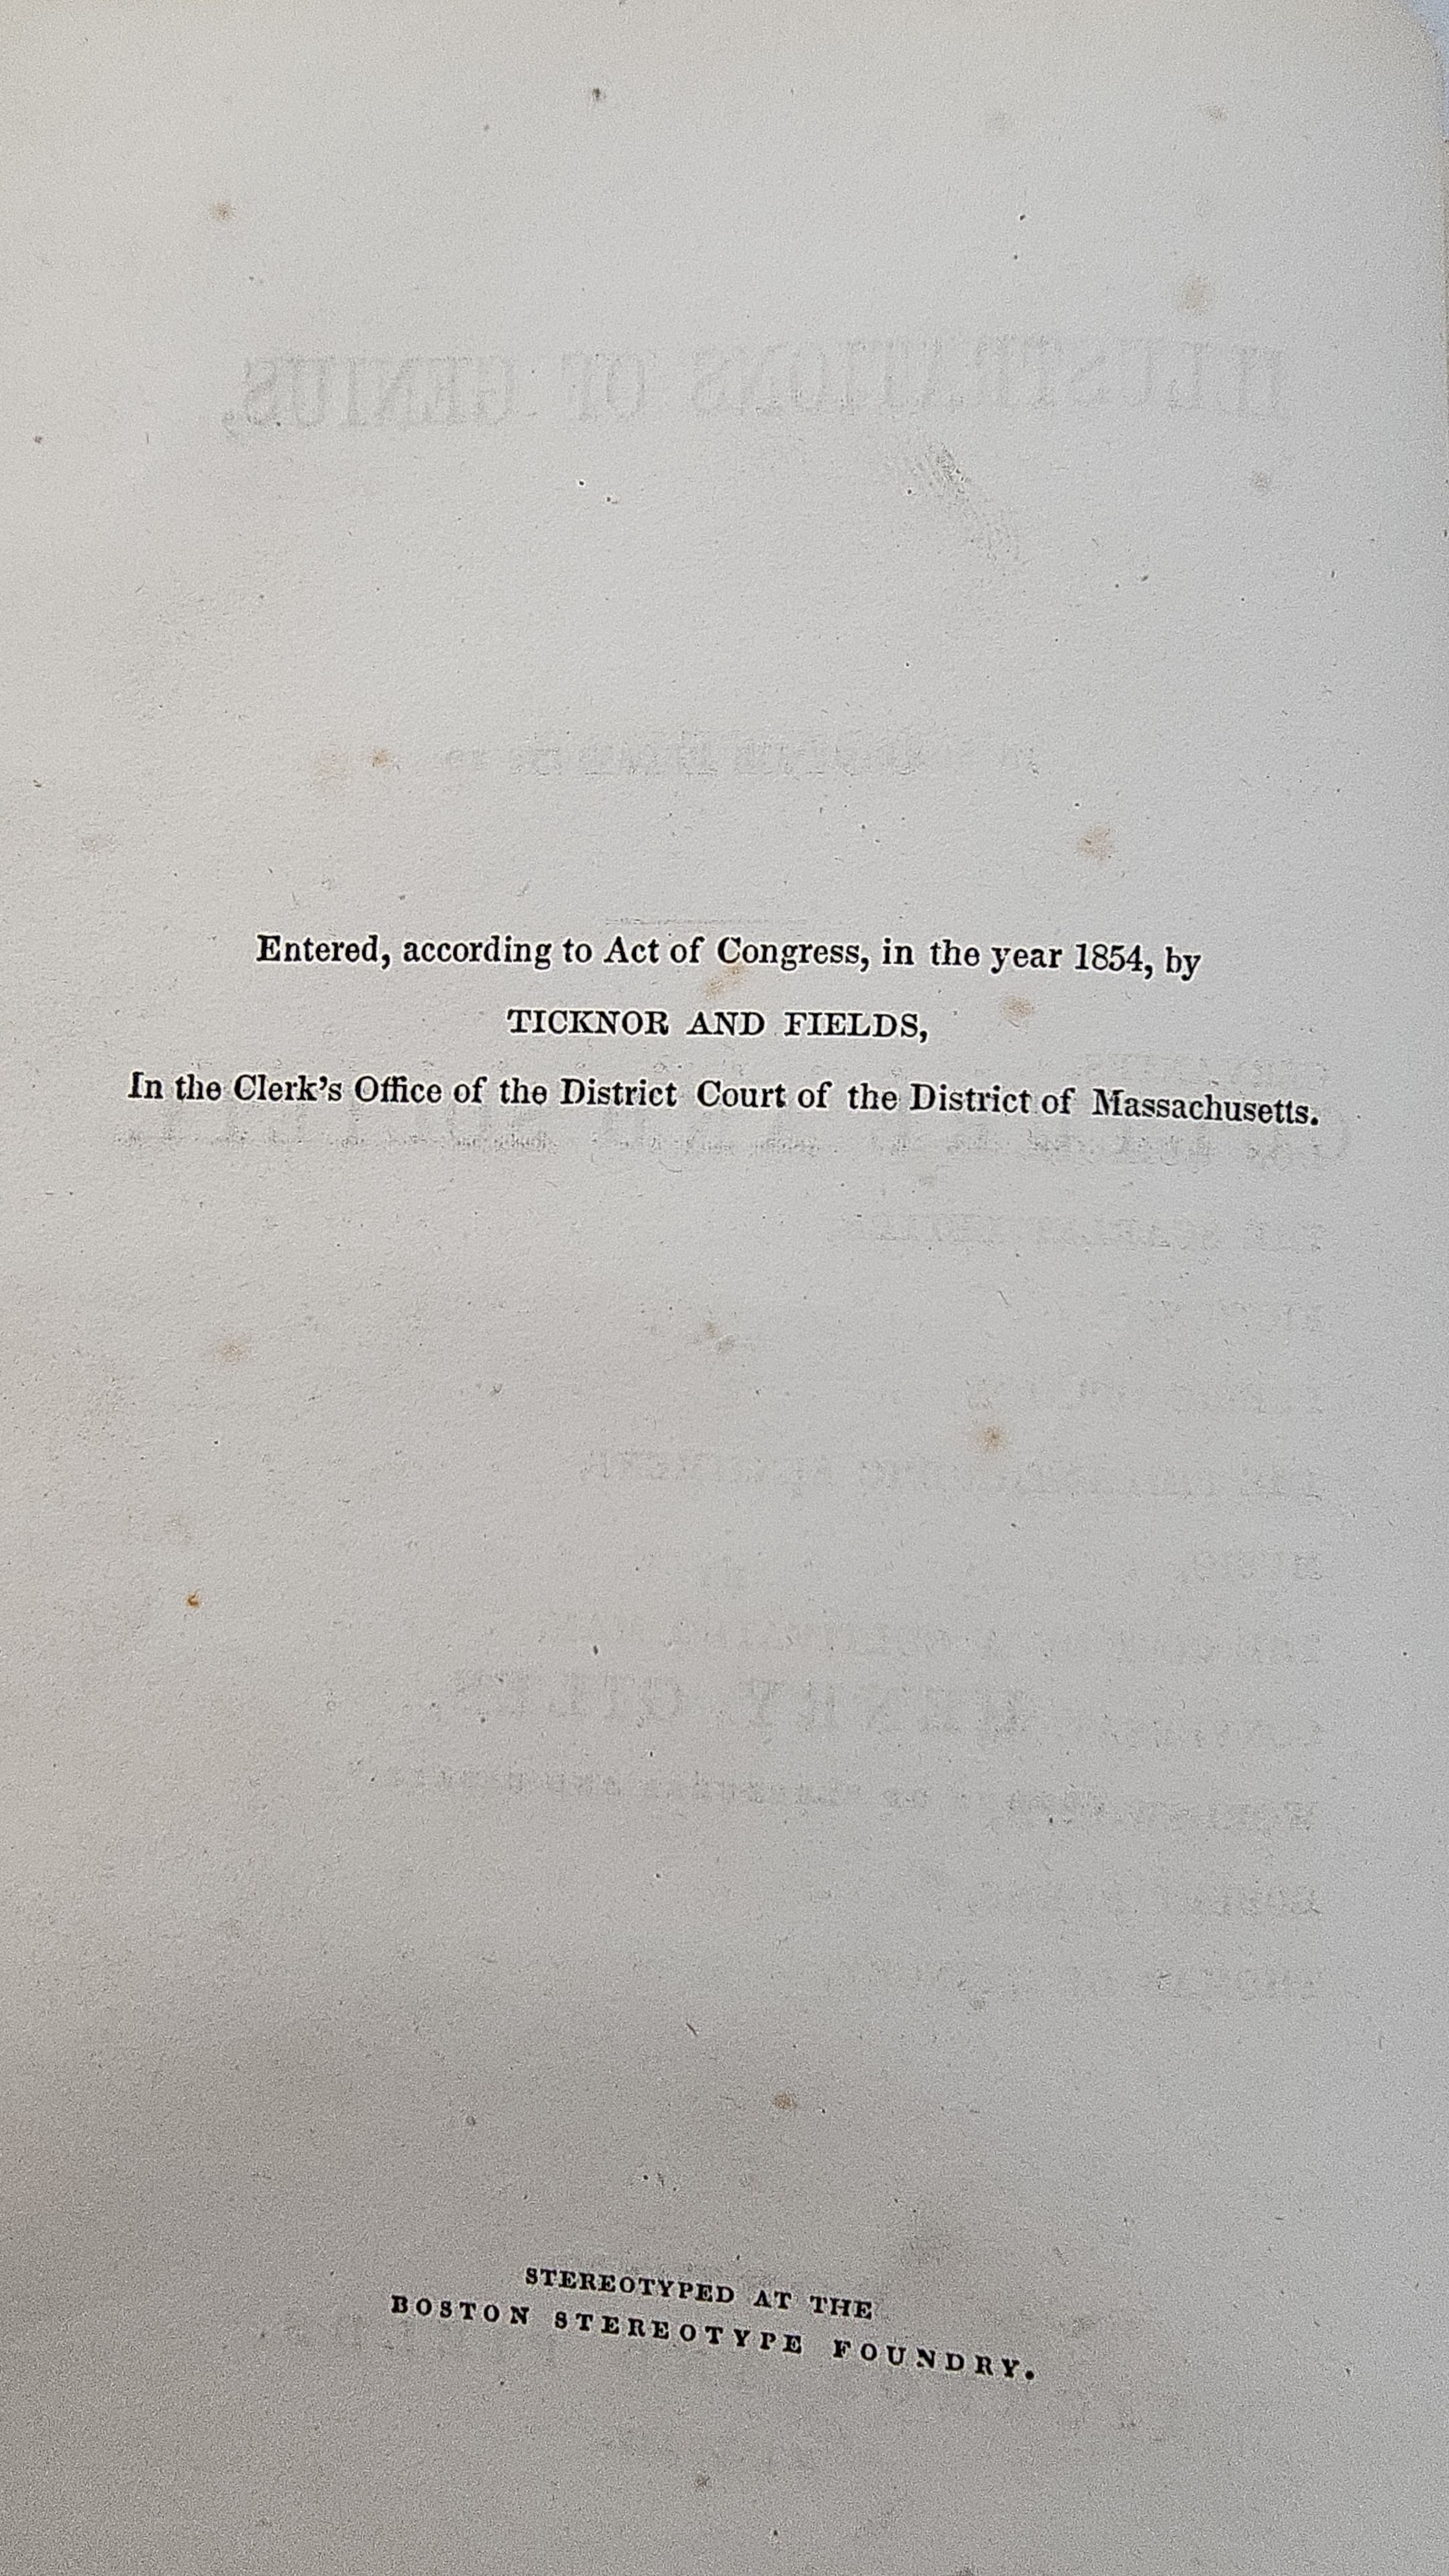 Entered, according to Act of Congress, in the year 1854, by
TICKNOR AND FIELDS,
In the Clerk's Office of the District Court of the District of Massachusetts.
STEREOTYPED AT THE
BOSTON STEREOTYPE FOUNDRY.